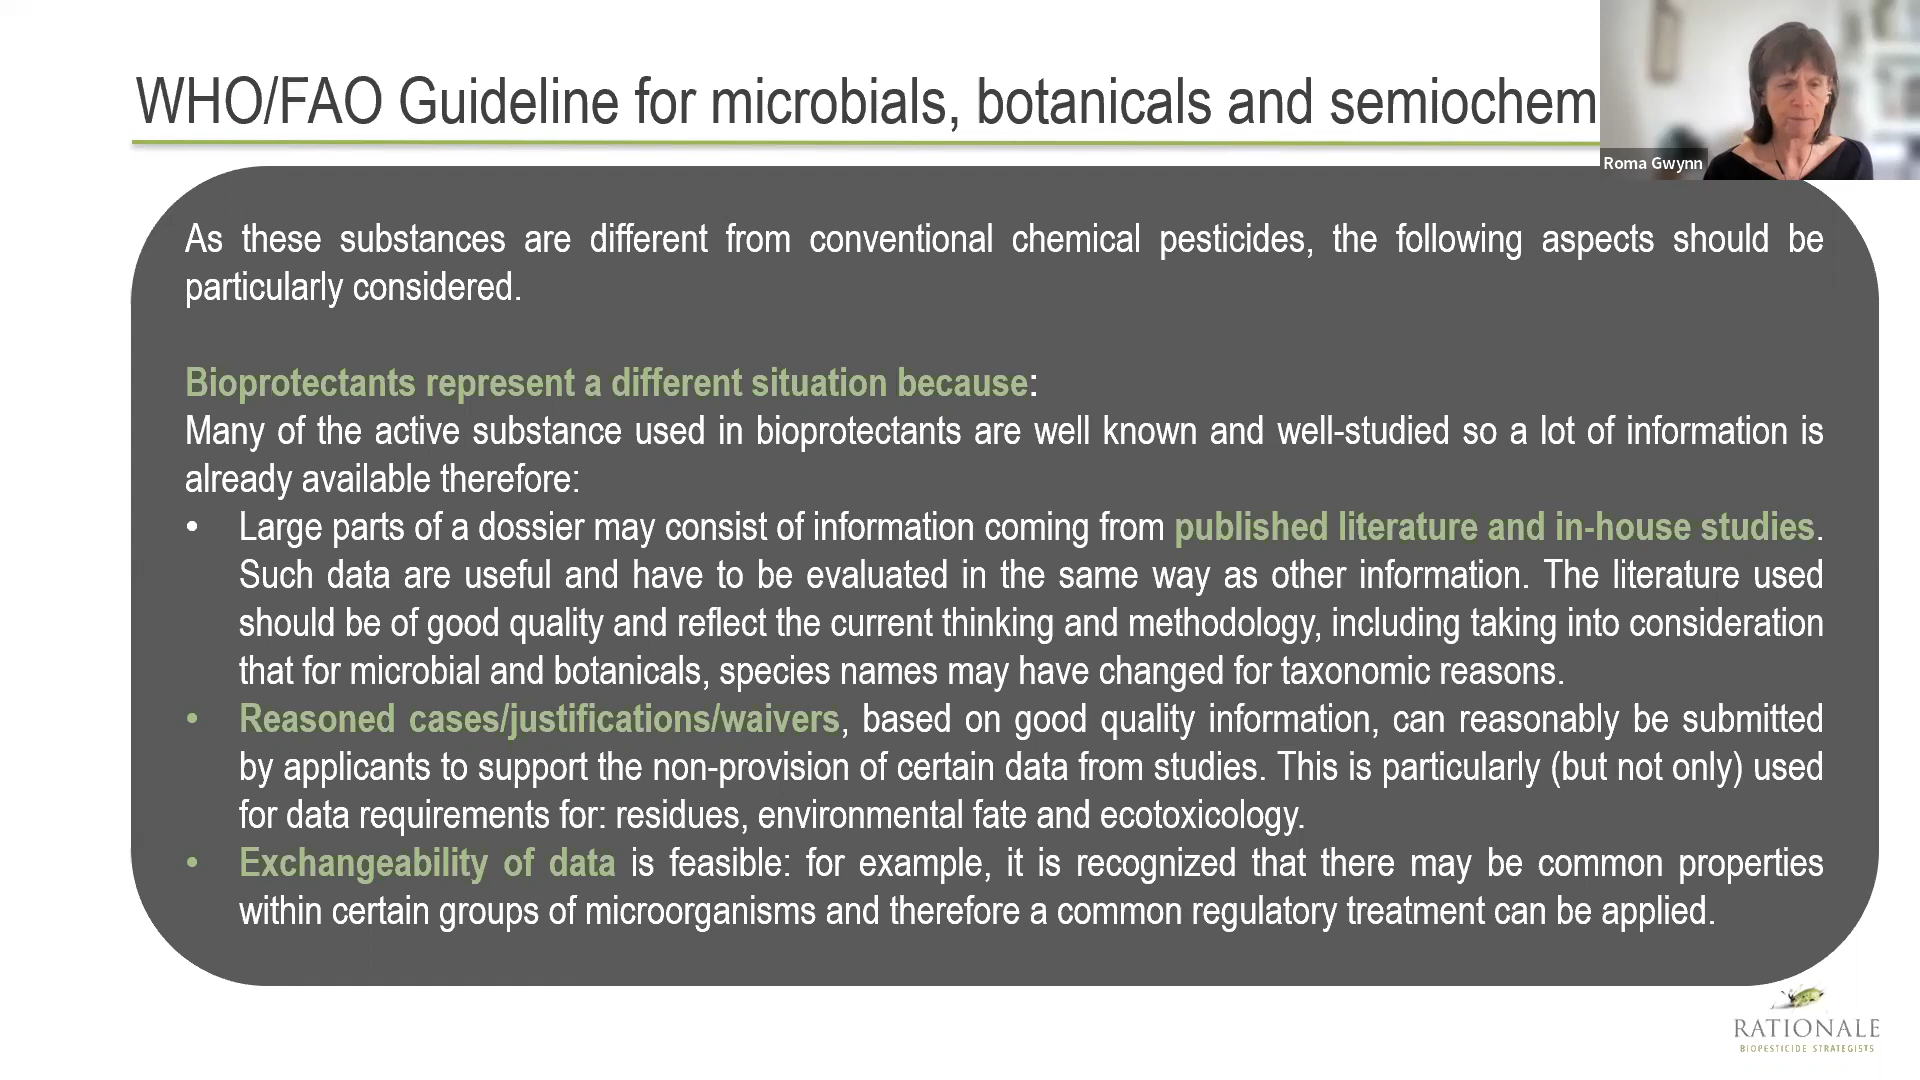 WHO/FAO Guideline for microbials, botanicals and semiochem
Roma Gwynn
As these substances are different from conventional chemical pesticides, the following aspects should be
particularly considered.
Bioprotectants represent a different situation because:
Many of the active substance used in bioprotectants are well known and well-studied so a lot of information is
already available therefore:
• Large parts of a dossier may consist of information coming from published literature and in-house studies.
Such data are useful and have to be evaluated in the same way as other information. The literature used
should be of good quality and reflect the current thinking and methodology, including taking into consideration
that for microbial and botanicals, species names may have changed for taxonomic reasons.
• Reasoned cases/justifications/waivers, based on good quality information, can reasonably be submitted
by applicants to support the non-provision of certain data from studies. This is particularly (but not only) used
for data requirements for: residues, environmental fate and ecotoxicology.
• Exchangeability of data is feasible: for example, it is recognized that there may be common properties
within certain groups of microorganisms and therefore a common regulatory treatment can be applied.
RATIONALE
BIOPESTICIDE STRATEGISTS